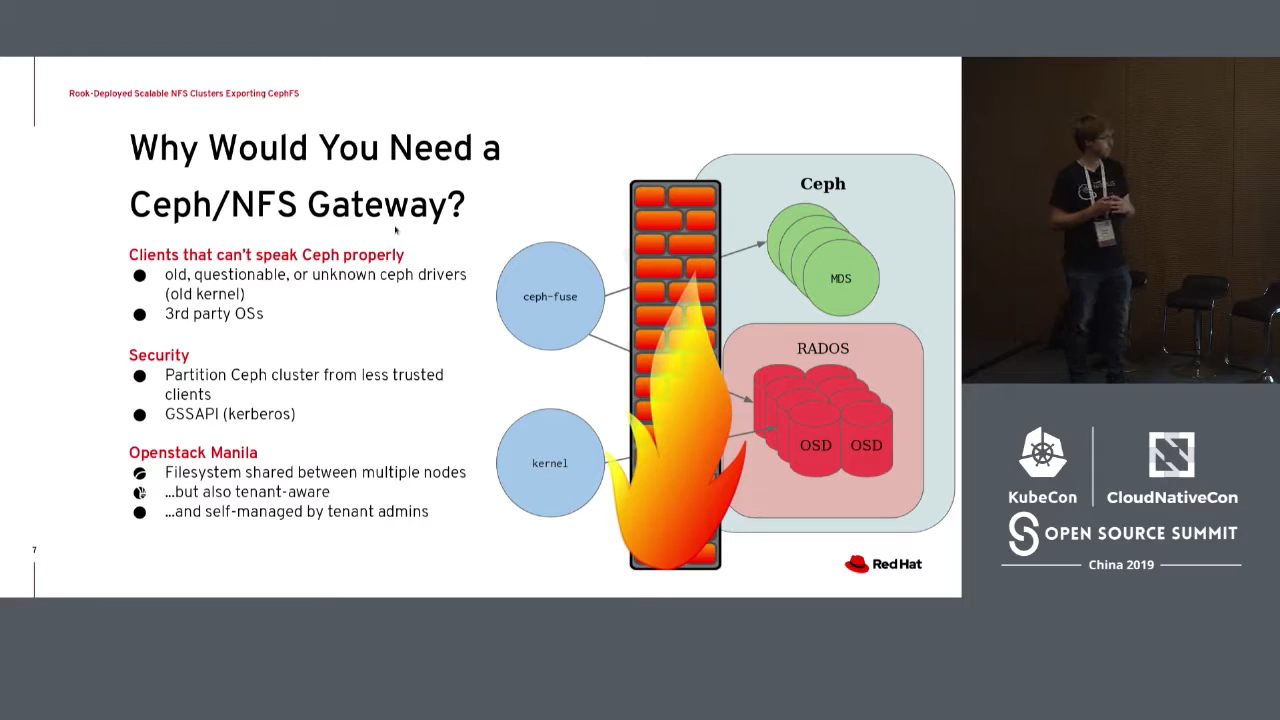 Rook-Deployed Scalable NFS Clusters Exporting CephFS
Why Would You Need a
Ceph/NFS Gateway?
Clients that can't speak Ceph properly
● old, questionable, or unknown ceph drivers
(old kernel)
● 3rd party OSs
Security
● Partition Ceph cluster from less trusted
clients
● GSSAPI (kerberos)
Openstack Manila
● Filesystem shared between multiple nodes
● ...but also tenant-aware
● ...and self-managed by tenant admins
7
ceph-fuse
kernel
Ceph
MDS
RADOS
OSD OSD
Red Hat
KubeCon
CloudNativeCon
OPEN SOURCE SUMMIT
China 2019